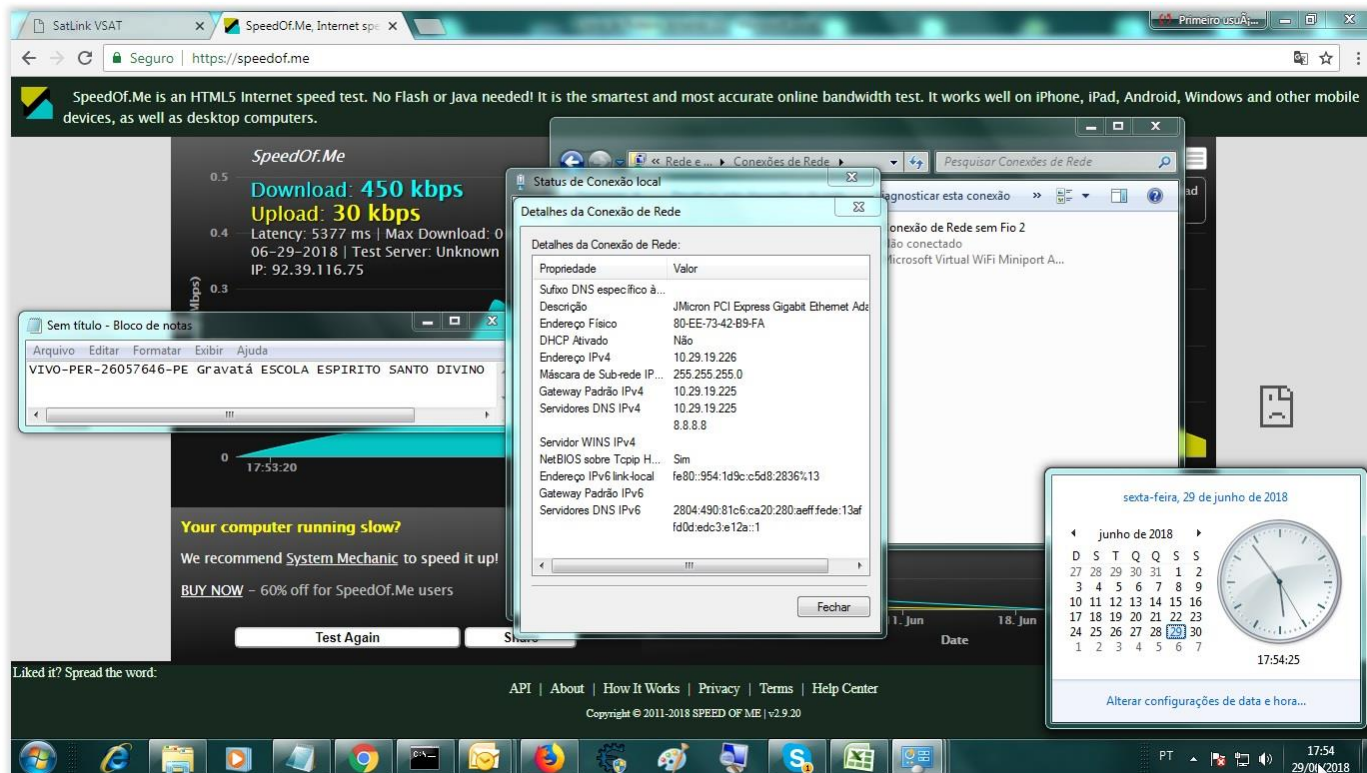 SatLink VSAT
SpeedOf.Me, Internet spe
Primeiro usuÃ¡...
Seguro | https://speedof.me
SpeedOf.Me is an HTML5 Internet speed test. No Flash or Java needed! It is the smartest and most accurate online bandwidth test. It works well on iPhone, iPad, Android, Windows and other mobile
devices, as well as desktop computers.
SpeedOf.Me
0.5
Download: 450 kbps
Upload: 30 kbps
0.4
Latency: 5377 ms | Max Download: 0
06-29-2018 | Test Server: Unknown
IP: 92.39.116.75
0.3
Mbps)
Sem título - Bloco de notas
Arquivo Editar Formatar Exibir Ajuda
VIVO-PER-26057646-PE Gravatá ESCOLA ESPIRITO SANTO DIVINO
0
17:53:20
Your computer running slow?
We recommend System Mechanic to speed it up!
BUY NOW – 60% off for SpeedOf.Me users
Test Again
« Rede e ... Conexões de Rede
Pesquisar Conexões de Rede
iagnosticar esta conexão »
onexão de Rede sem Fio 2
ão conectado
icrosoft Virtual WiFi Miniport A...
ad
Status de Conexão local
Detalhes da Conexão de Rede
Detalhes da Conexão de Rede:
Propriedade Valor
Sufixo DNS específico à...
Descrição JMicron PCI Express Gigabit Ethernet Ada
Endereço Físico 80-EE-73-42-B9-FA
DHCP Ativado Não
Endereço IPv4 10.29.19.226
Máscara de Sub-rede IP... 255.255.255.0
Gateway Padrão IPv4 10.29.19.225
Servidores DNS IPv4 10.29.19.225
8.8.8.8
Servidor WINS IPv4
NetBIOS sobre Tcpip H... Sim
Endereço IPv6 link-local fe80::954:1d9c:c5d8:2836%13
Gateway Padrão IPv6
Servidores DNS IPv6 2804:490:81c6:ca20:280:aeff:fede:13af
fd0d:edc3:e12a::1
Fechar
11. Jun 18. Jun
Date
sexta-feira, 29 de junho de 2018
junho de 2018
D S T Q Q S S
27 28 29 30 31 1 2
3 4 5 6 7 8 9
10 11 12 13 14 15 16
17 18 19 20 21 22 23
24 25 26 27 28 29 30
1 2 3 4 5 6 7
17:54:25
Alterar configurações de data e hora...
Liked it? Spread the word:
API | About | How It Works | Privacy | Terms | Help Center
Copyright © 2011-2018 SPEED OF ME | v2.9.20
PT
17:54
29/06/2018